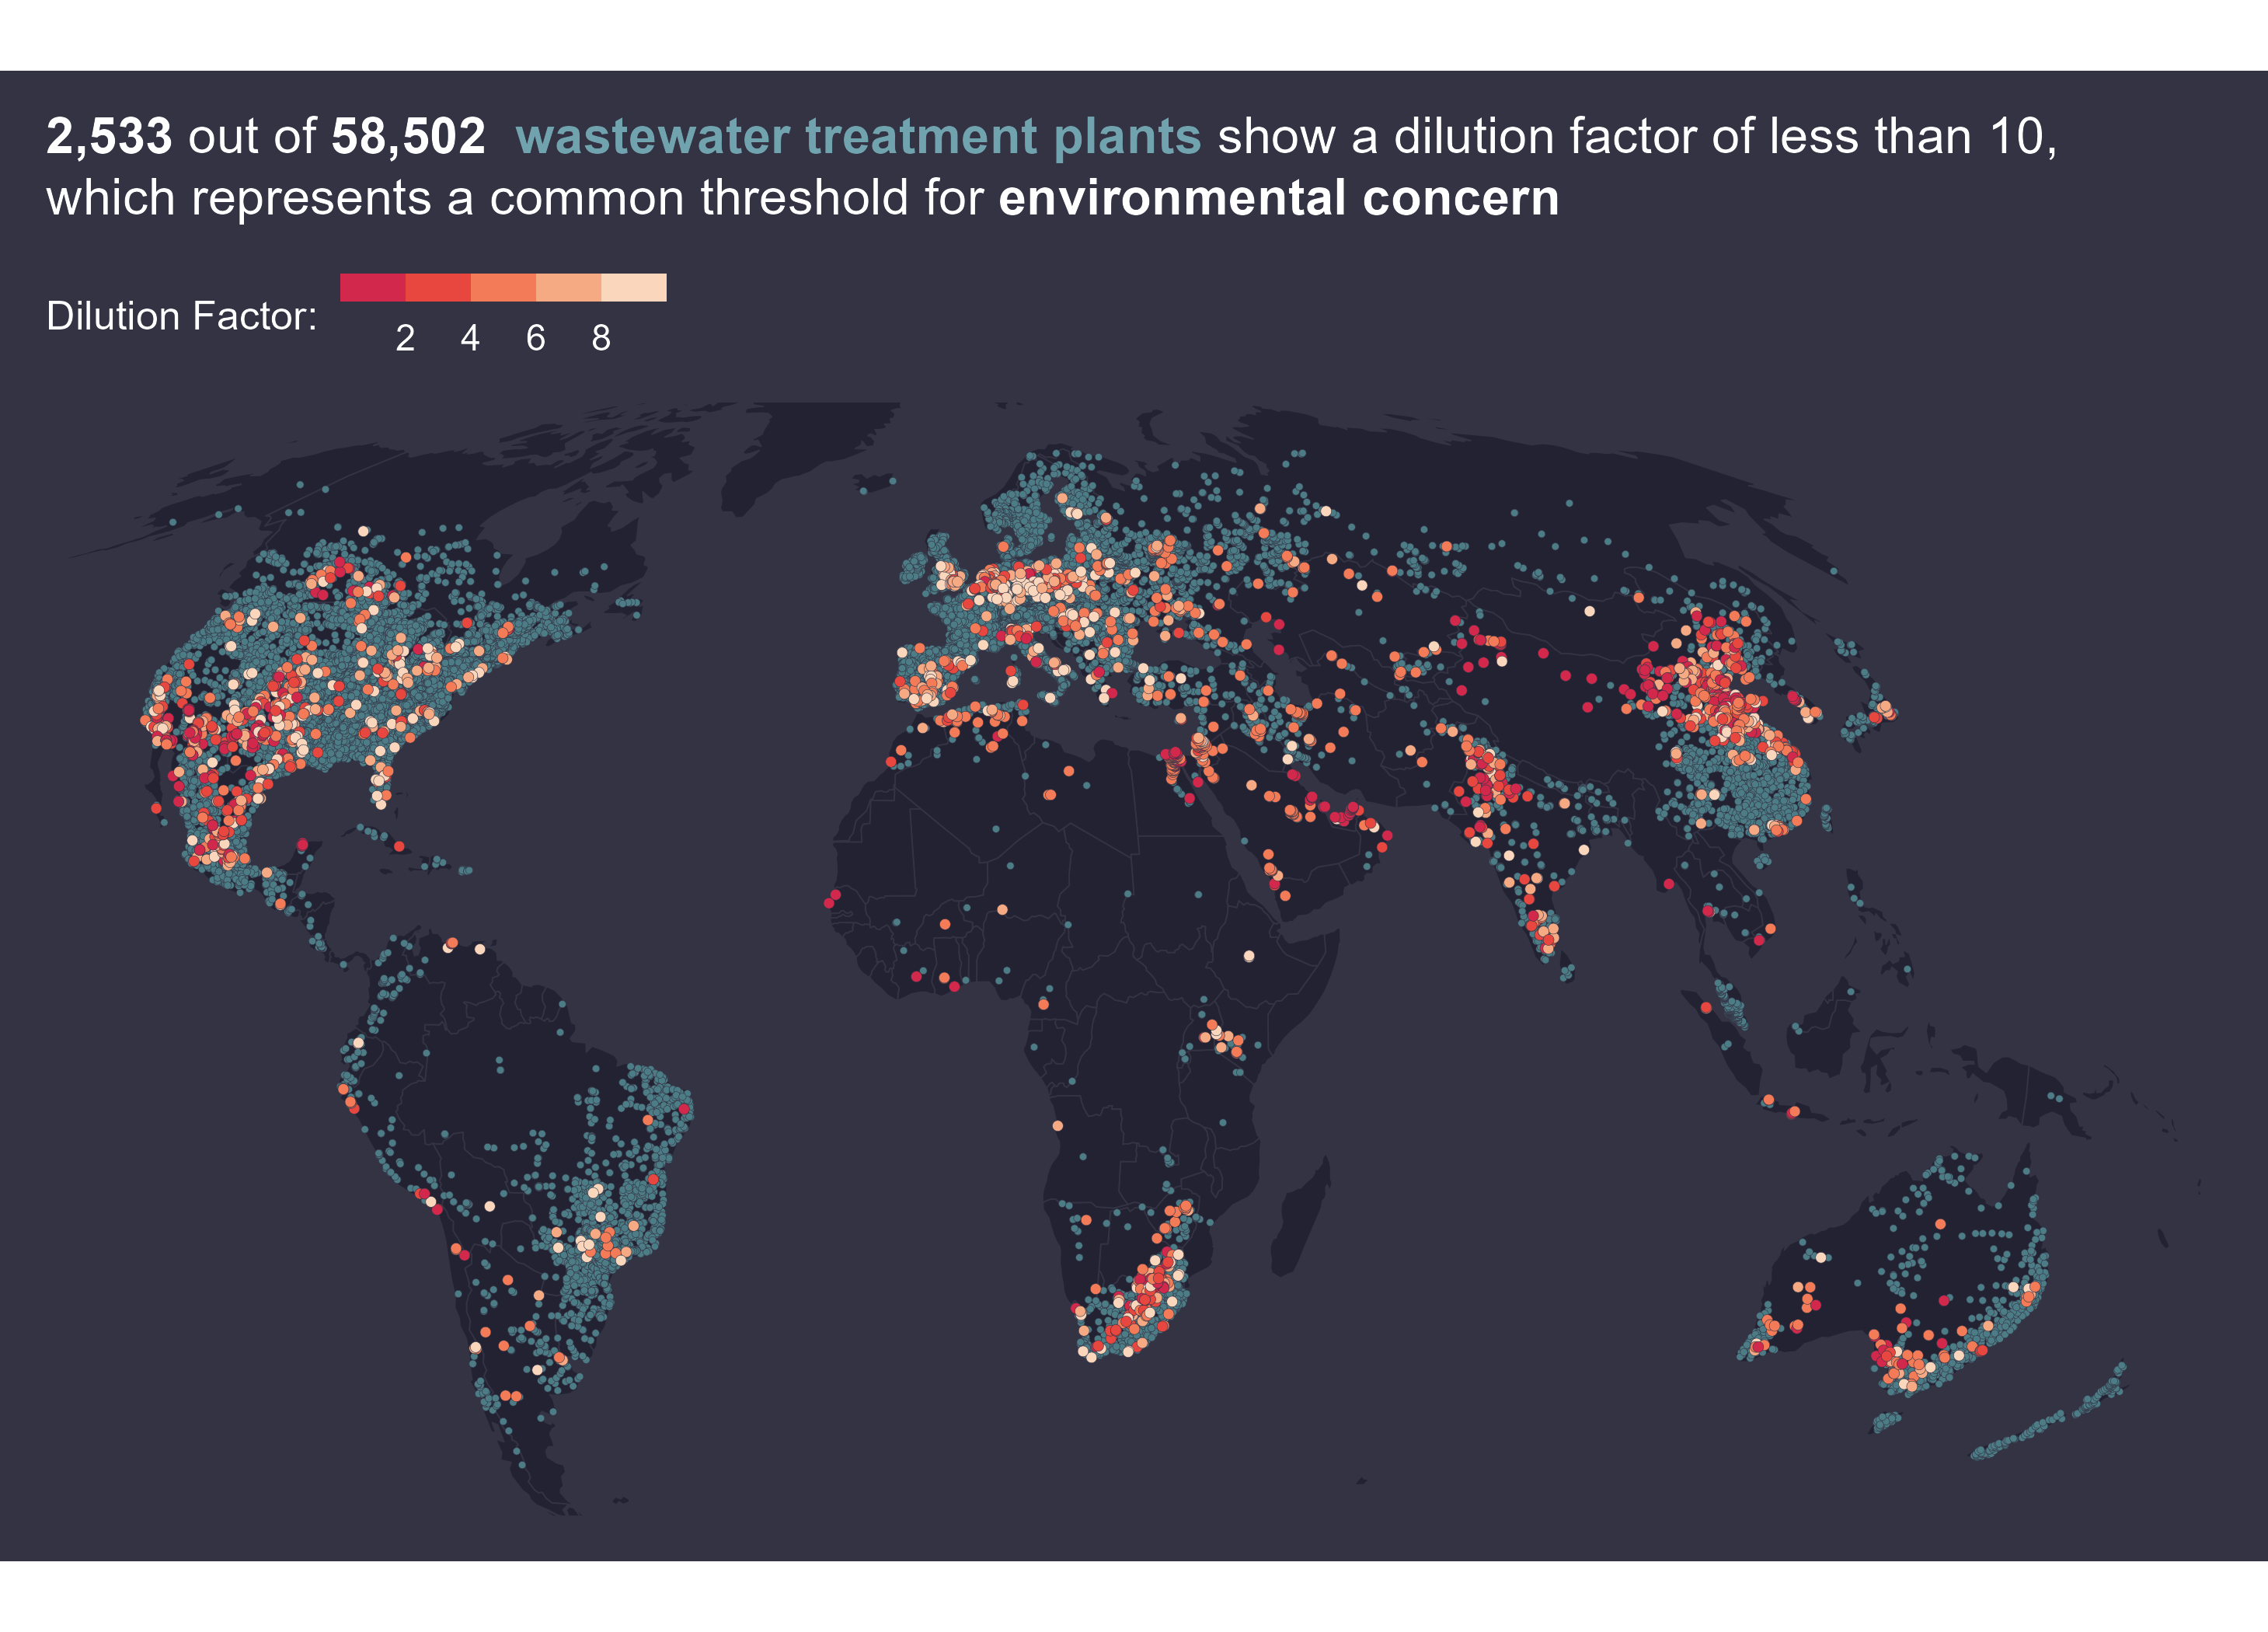 2,533 out of 58,502 wastewater treatment plants show a dilution factor of less than 10,
which represents a common threshold for environmental concern
Dilution Factor:
2 4 6 8